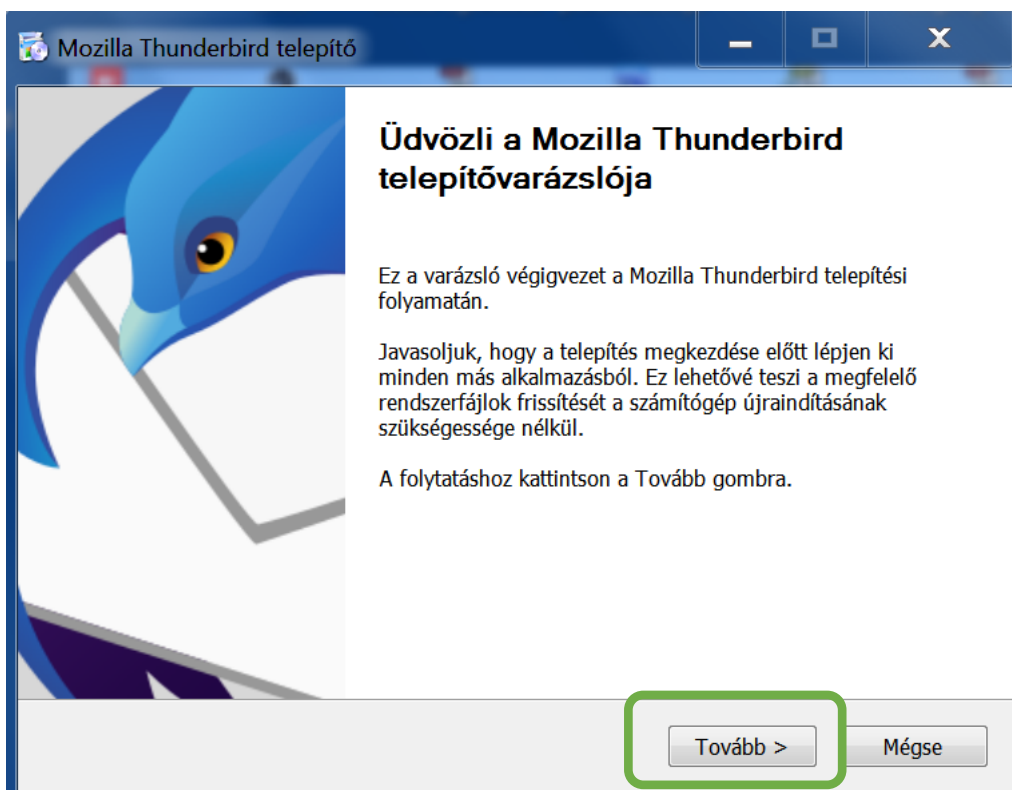 Mozilla Thunderbird telepítő
Üdvözli a Mozilla Thunderbird
telepítővarázslója
Ez a varázsló végigvezet a Mozilla Thunderbird telepítési
folyamatán.
Javasoljuk, hogy a telepítés megkezdése előtt lépjen ki
minden más alkalmazásból. Ez lehetővé teszi a megfelelő
rendszerfájlok frissítését a számítógép újraindításának
szükségessége nélkül.
A folytatáshoz kattintson a Tovább gombra.
Tovább > Mégse